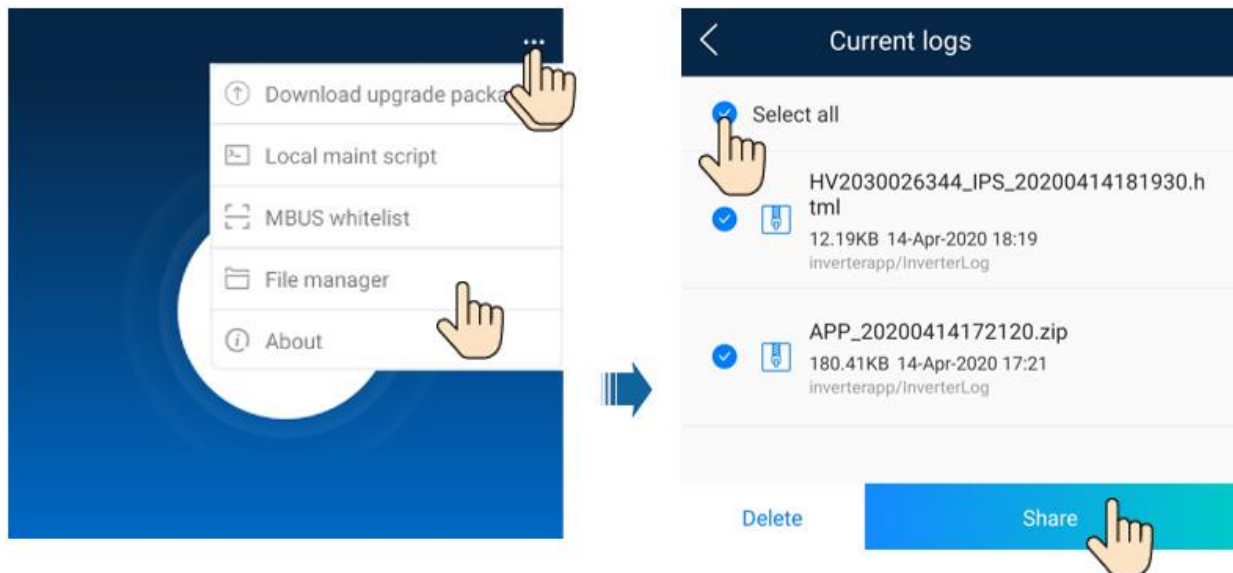 Download upgrade packa
Local maint script
MBUS whitelist
File manager
About
Current logs
Select all
HV2030026344_IPS_20200414181930.h
tml
12.19KB 14-Apr-2020 18:19
inverterapp/InverterLog
APP_20200414172120.zip
180.41KB 14-Apr-2020 17:21
inverterapp/InverterLog
Delete
Share